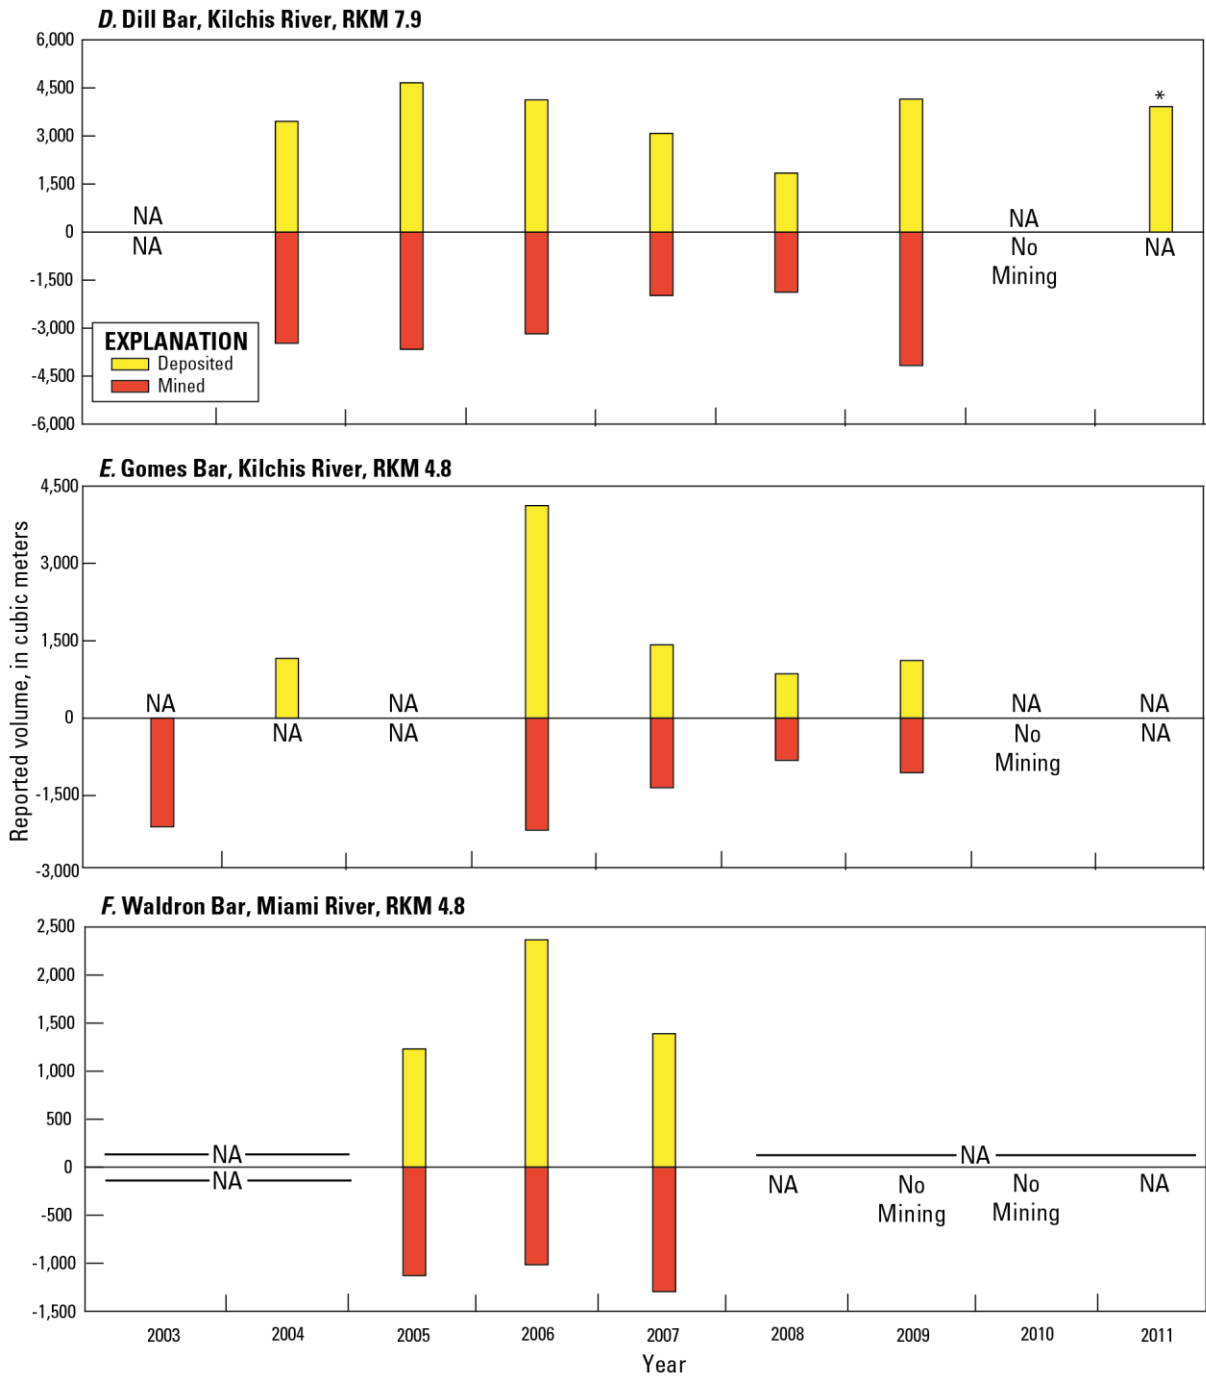 D. Dill Bar, Kilchis River, RKM 7.9
6,000
4,500
3,000
1,500
0
-1,500
-3,000
-4,500
-6,000
NA
NA
*
NA
No
Mining
NA
EXPLANATION
Deposited
Mined
E. Gomes Bar, Kilchis River, RKM 4.8
Reported volume, in cubic meters
4,500
3,000
1,500
0
-1,500
-3,000
NA
NA
NA
NA
NA
No
Mining
NA
NA
F. Waldron Bar, Miami River, RKM 4.8
2,500
2,000
1,500
1,000
500
0
-500
-1,000
-1,500
NA
NA
NA
NA
No
Mining
No
Mining
NA
2003 2004 2005 2006 2007 2008 2009 2010 2011
Year